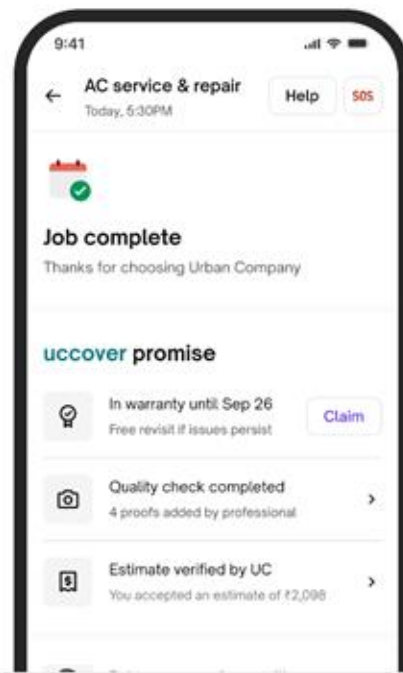 9:41
AC service & repair
Today, 5:30PM
Help
SOS
Job complete
Thanks for choosing Urban Company
uccover promise
In warranty until Sep 26
Free revisit if issues persist
Claim
Quality check completed
4 proofs added by professional
Estimate verified by UC
You accepted an estimate of ₹2,098